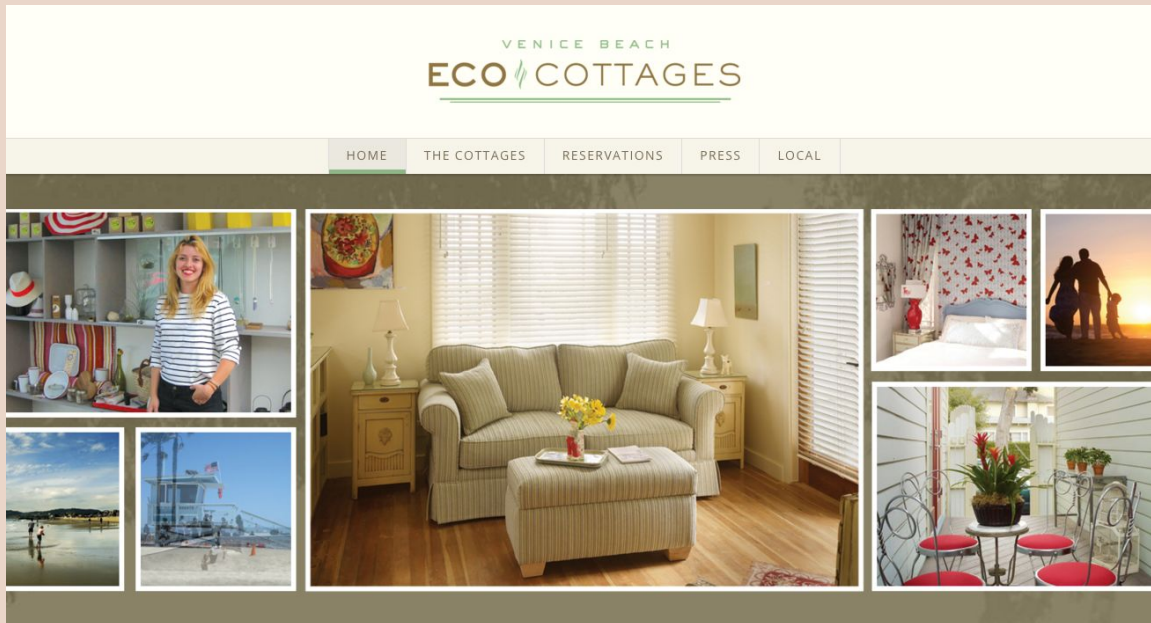 VENICE BEACH
ECO COTTAGES
HOME THE COTTAGES RESERVATIONS PRESS LOCAL